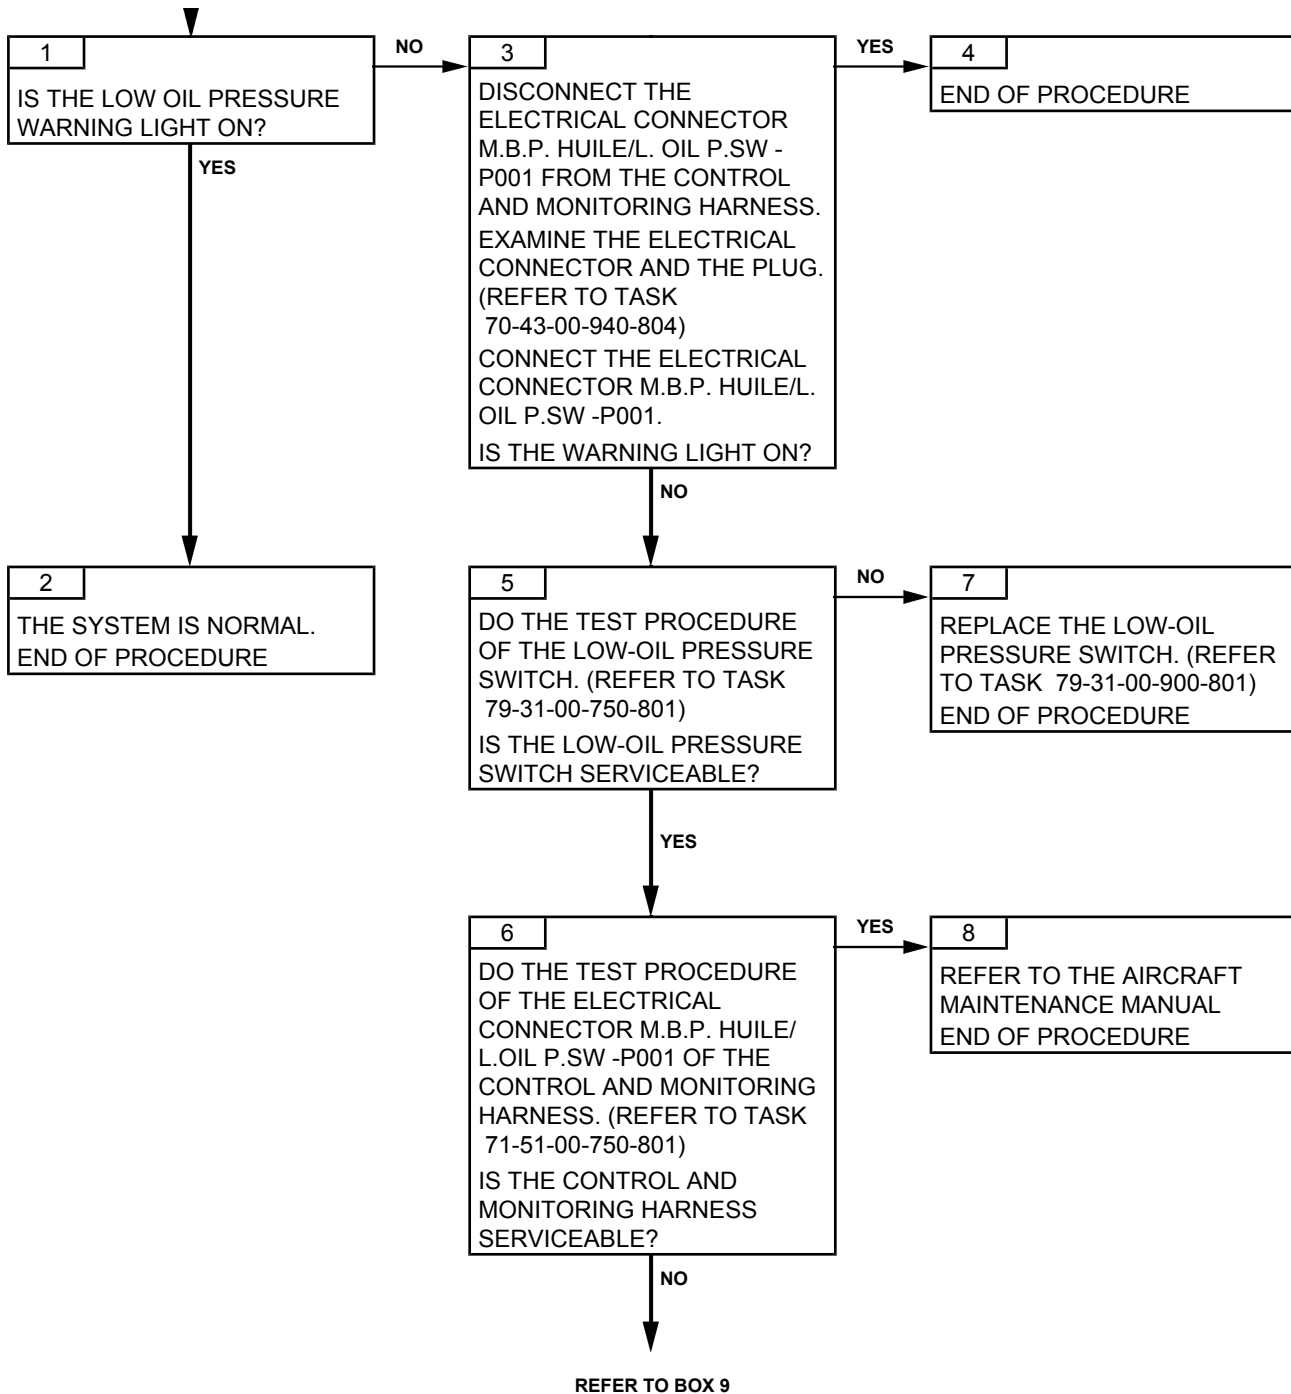 1
IS THE LOW OIL PRESSURE
WARNING LIGHT ON?
NO
YES
3
DISCONNECT THE
ELECTRICAL CONNECTOR
M.B.P. HUILE/L. OIL P.SW -
P001 FROM THE CONTROL
AND MONITORING HARNESS.
EXAMINE THE ELECTRICAL
CONNECTOR AND THE PLUG.
(REFER TO TASK
70-43-00-940-804)
CONNECT THE ELECTRICAL
CONNECTOR M.B.P. HUILE/L.
OIL P.SW -P001.
IS THE WARNING LIGHT ON?
YES
NO
4
END OF PROCEDURE
2
THE SYSTEM IS NORMAL.
END OF PROCEDURE
5
DO THE TEST PROCEDURE
OF THE LOW-OIL PRESSURE
SWITCH. (REFER TO TASK
79-31-00-750-801)
IS THE LOW-OIL PRESSURE
SWITCH SERVICEABLE?
NO
YES
7
REPLACE THE LOW-OIL
PRESSURE SWITCH. (REFER
TO TASK 79-31-00-900-801)
END OF PROCEDURE
6
DO THE TEST PROCEDURE
OF THE ELECTRICAL
CONNECTOR M.B.P. HUILE/
L.OIL P.SW -P001 OF THE
CONTROL AND MONITORING
HARNESS. (REFER TO TASK
71-51-00-750-801)
IS THE CONTROL AND
MONITORING HARNESS
SERVICEABLE?
YES
NO
8
REFER TO THE AIRCRAFT
MAINTENANCE MANUAL
END OF PROCEDURE
REFER TO BOX 9